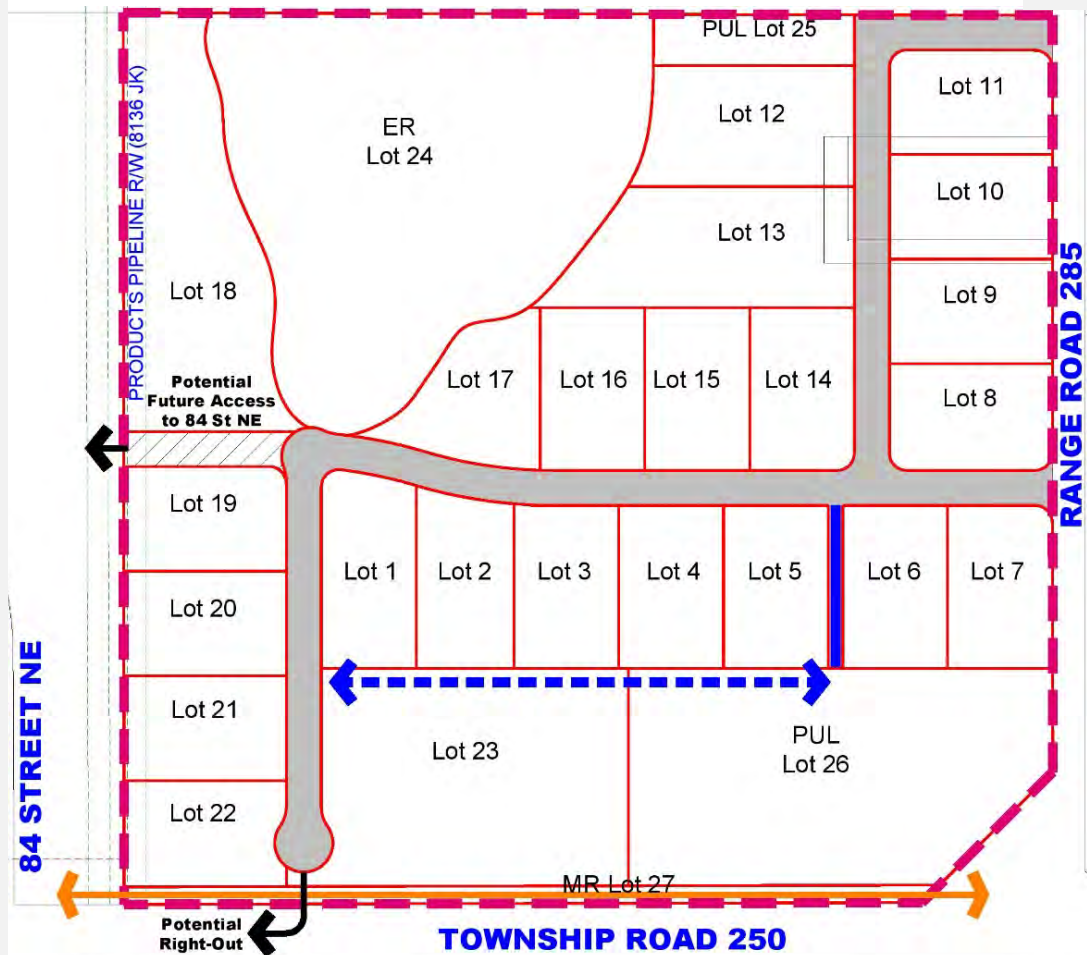 PUL Lot 25
Lot 11
ER
Lot 24
Lot 12
PRODUCTS PIPELINE R/W (8136 JK)
Lot 10
Lot 13
Lot 18
Lot 9
RANGE ROAD 285
Potential
Future Access
to 84 St NE
Lot 17
Lot 16
Lot 15
Lot 14
Lot 8
Lot 19
Lot 1
Lot 2
Lot 3
Lot 4
Lot 5
Lot 6
Lot 7
Lot 20
84 STREET NE
Lot 21
Lot 23
PUL
Lot 26
Lot 22
MR Lot 27
Potential
Right-Out
TOWNSHIP ROAD 250